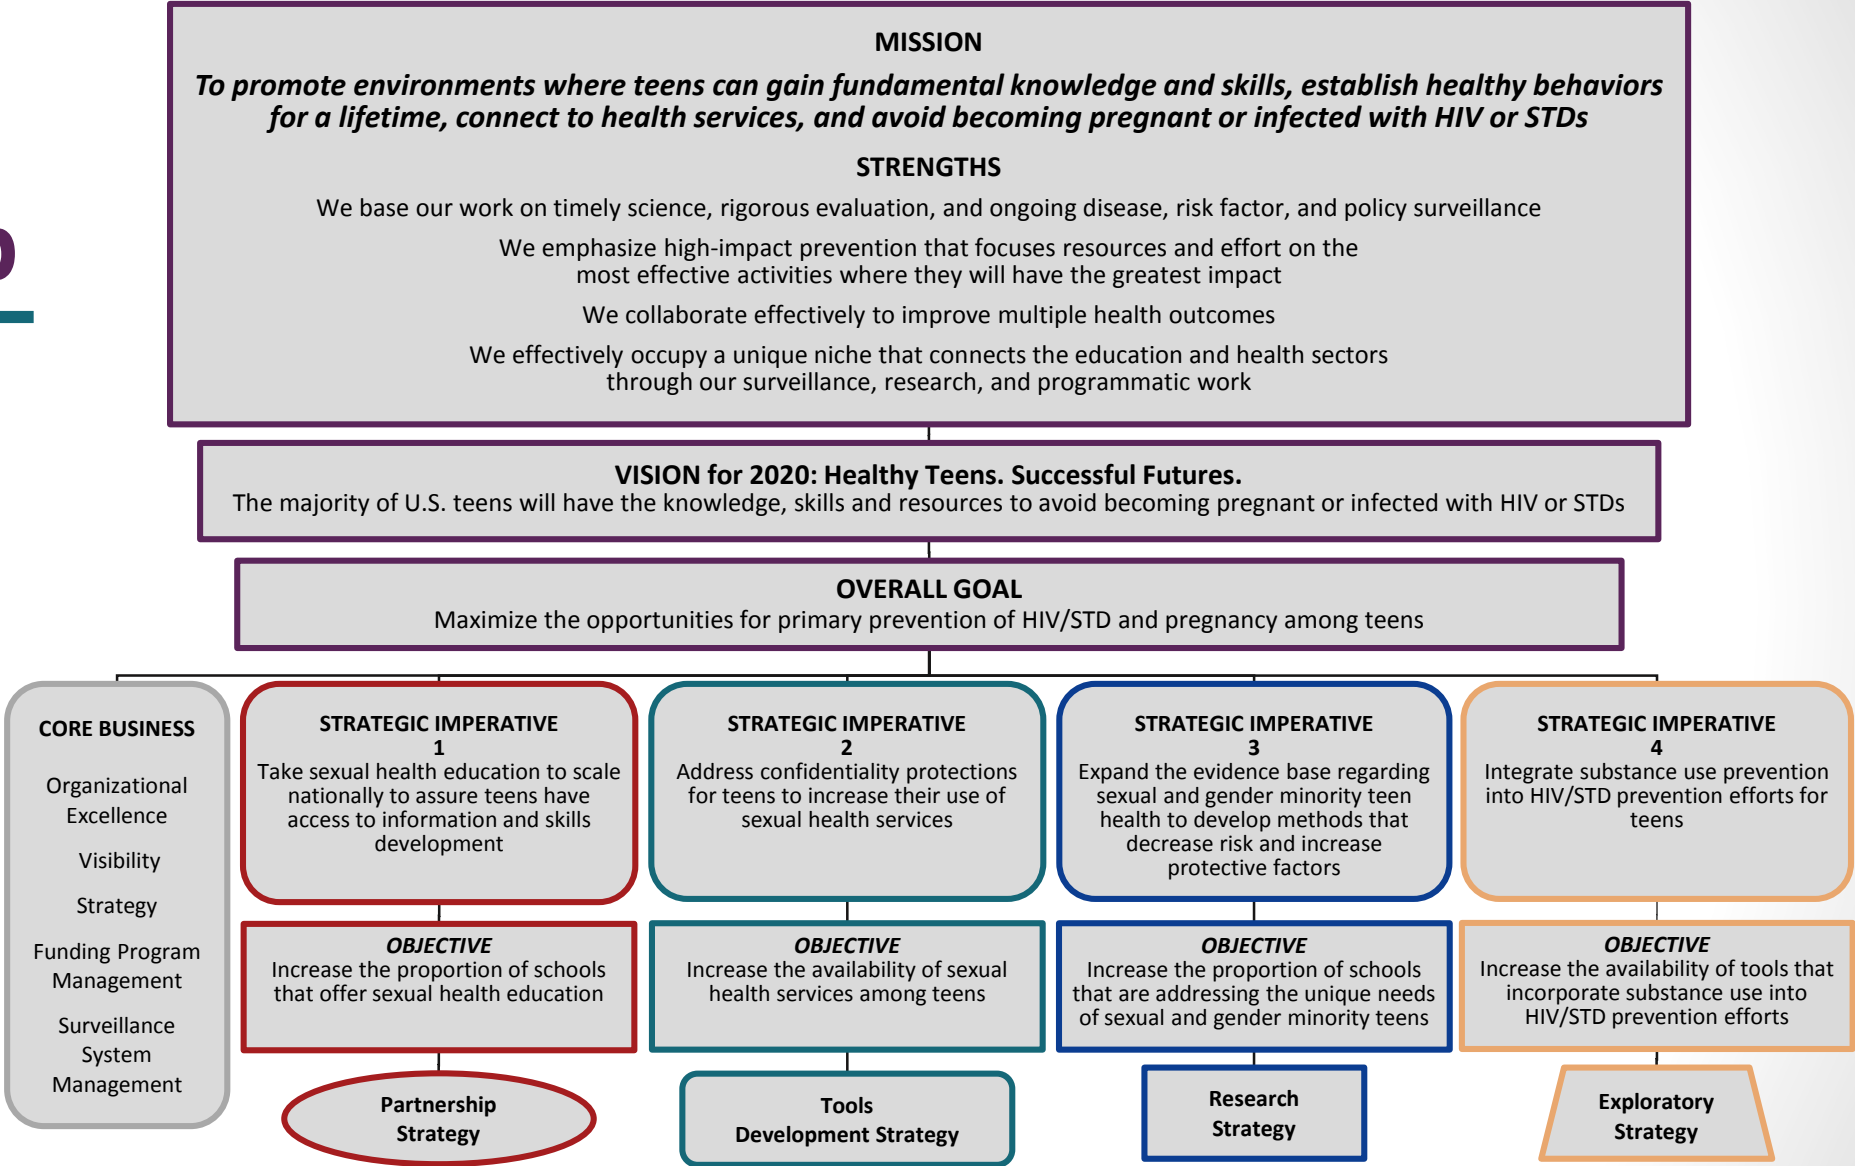 MISSION
To promote environments where teens can gain fundamental knowledge and skills, establish healthy behaviors
for a lifetime, connect to health services, and avoid becoming pregnant or infected with HIV or STDs
STRENGTHS
We base our work on timely science, rigorous evaluation, and ongoing disease, risk factor, and policy surveillance
We emphasize high-impact prevention that focuses resources and effort on the
most effective activities where they will have the greatest impact
We collaborate effectively to improve multiple health outcomes
We effectively occupy a unique niche that connects the education and health sectors
through our surveillance, research, and programmatic work
VISION for 2020: Healthy Teens. Successful Futures.
The majority of U.S. teens will have the knowledge, skills and resources to avoid becoming pregnant or infected with HIV or STDs
OVERALL GOAL
Maximize the opportunities for primary prevention of HIV/STD and pregnancy among teens
CORE BUSINESS
Organizational
Excellence
Visibility
Strategy
Funding Program
Management
Surveillance
System
Management
STRATEGIC IMPERATIVE
1
Take sexual health education to scale
nationally to assure teens have
access to information and skills
development
OBJECTIVE
Increase the proportion of schools
that offer sexual health education
Partnership
Strategy
STRATEGIC IMPERATIVE
2
Address confidentiality protections
for teens to increase their use of
sexual health services
OBJECTIVE
Increase the availability of sexual
health services among teens
Tools
Development Strategy
STRATEGIC IMPERATIVE
3
Expand the evidence base regarding
sexual and gender minority teen
health to develop methods that
decrease risk and increase
protective factors
OBJECTIVE
Increase the proportion of schools
that are addressing the unique needs
of sexual and gender minority teens
Research
Strategy
STRATEGIC IMPERATIVE
4
Integrate substance use prevention
into HIV/STD prevention efforts for
teens
OBJECTIVE
Increase the availability of tools that
incorporate substance use into
HIV/STD prevention efforts
Exploratory
Strategy